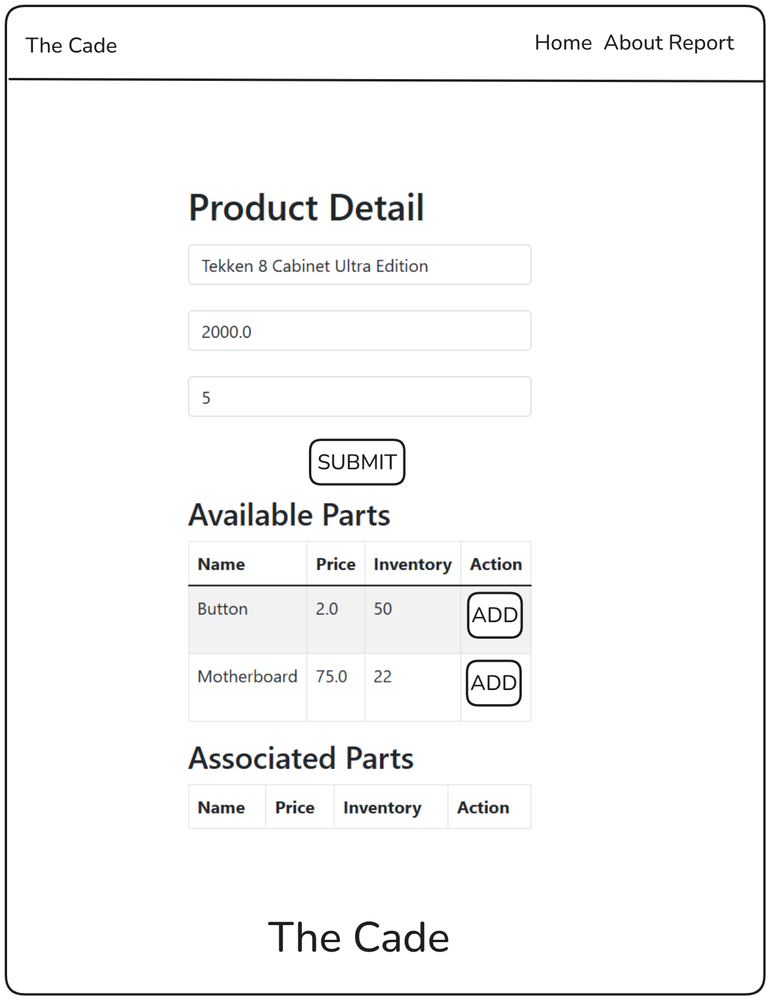 The Cade
Home About Report
Product Detail
Tekken 8 Cabinet Ultra Edition
2000.0
5
SUBMIT
Available Parts
Name Price Inventory Action
Button 2.0 50 ADD
Motherboard 75.0 22 ADD
Associated Parts
Name Price Inventory Action
The Cade